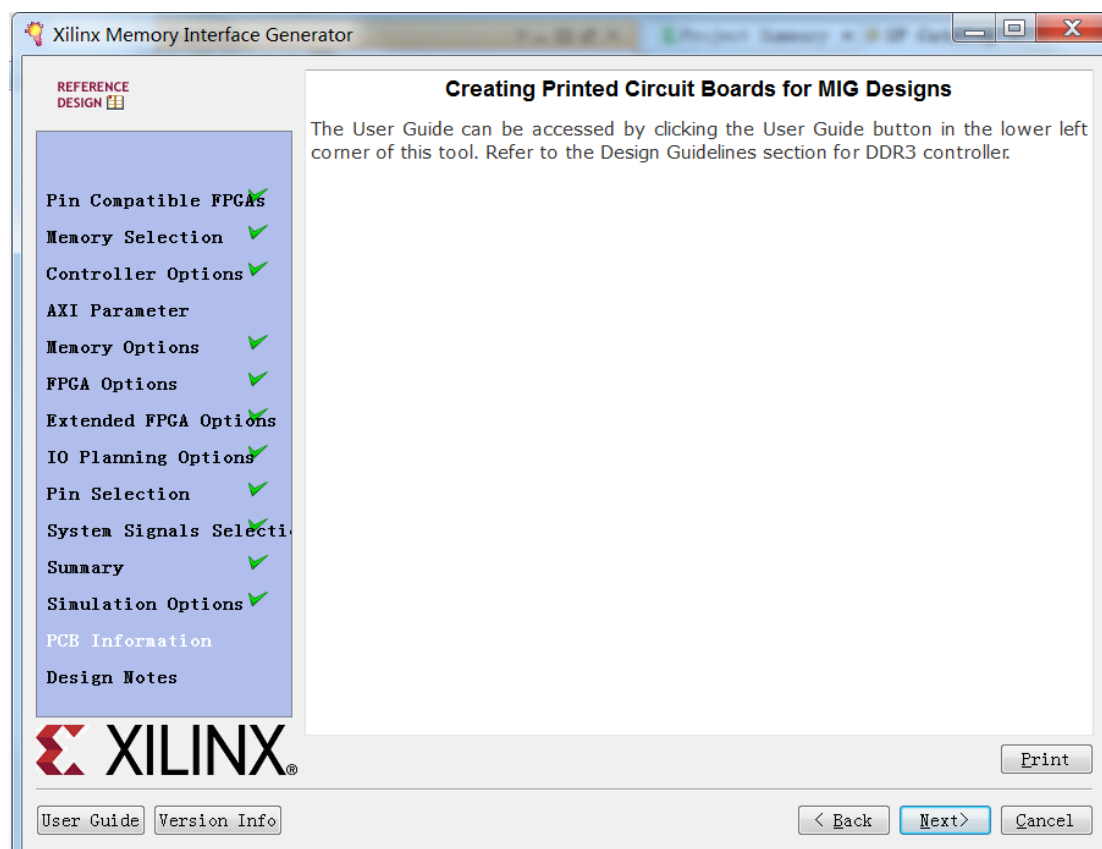 Xilinx Memory Interface Generator
X
REFERENCE
DESIGN
Creating Printed Circuit Boards for MIG Designs
The User Guide can be accessed by clicking the User Guide button in the lower left
corner of this tool. Refer to the Design Guidelines section for DDR3 controller.
Pin Compatible FPGAs
Memory Selection
Controller Options
AXI Parameter
Memory Options
FPGA Options
Extended FPGA Options
IO Planning Options
Pin Selection
System Signals Selecti
Summary
Simulation Options
PCB Information
Design Notes
XILINX®
Print
User Guide
Version Info
< Back
Next>
Cancel